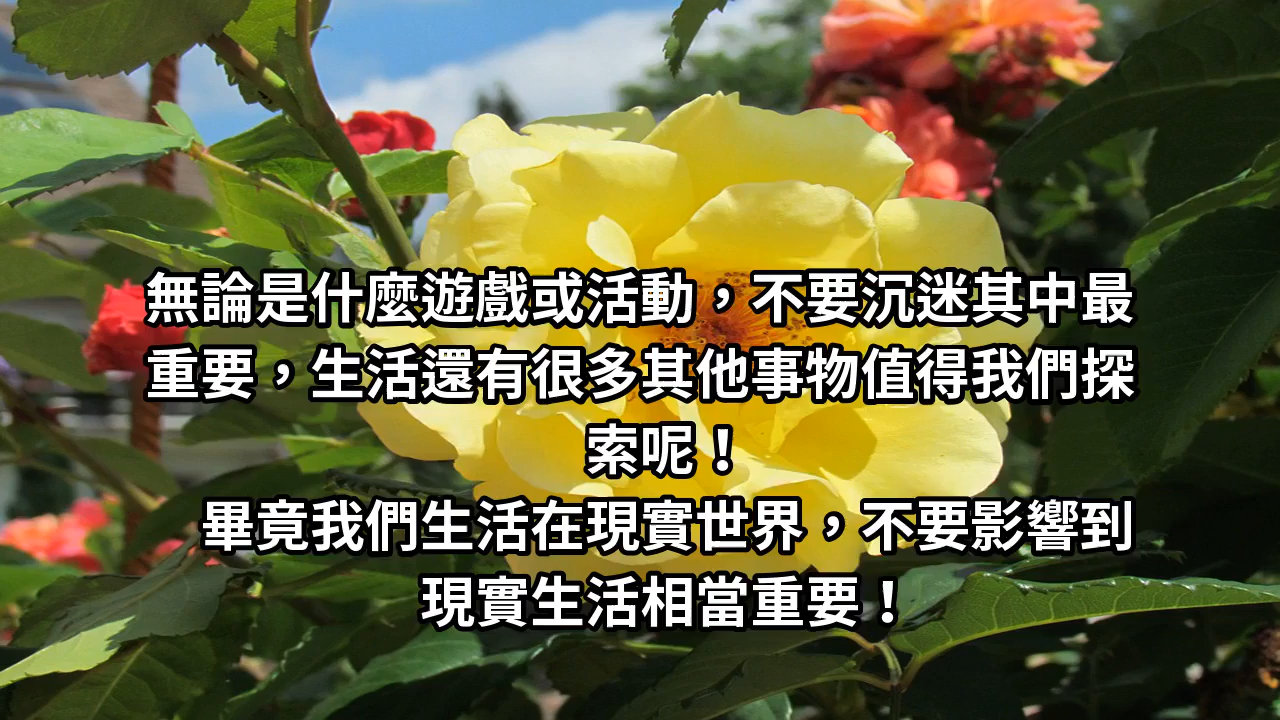 無論是什麼遊戲或活動，不要沉迷其中最
重要，生活還有很多其他事物值得我們探
索呢！
畢竟我們生活在現實世界，不要影響到
現實生活相當重要！